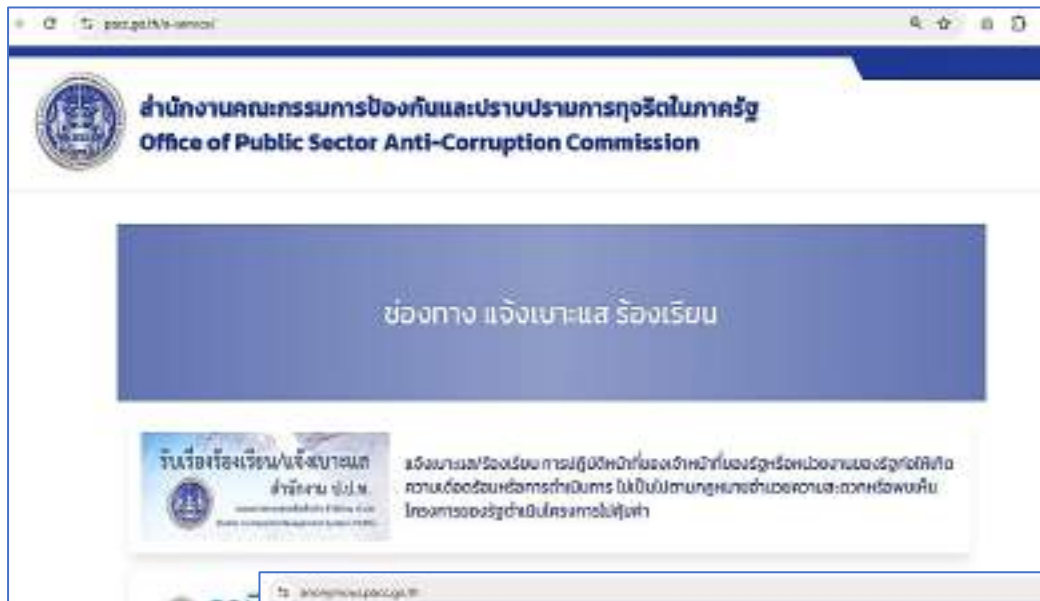 pacc.go.th/e-service/
สำนักงานคณะกรรมการป้องกันและปราบปรามการทุจริตในภาครัฐ
Office of Public Sector Anti-Corruption Commission
ช่องทาง แจ้งเบาะแส ร้องเรียน
รับเรื่องร้องเรียน/แจ้งเบาะแส
สำนักงาน ป.ป.ท.
แจ้งเบาะแส/ร้องเรียน การปฏิบัติหน้าที่ของเจ้าหน้าที่ของรัฐหรือหน่วยงานของรัฐก่อให้เกิด
ความเดือดร้อนหรือการดำเนินการ ไม่เป็นไปตามกฎหมายอำนวยความสะดวกหรือพบเห็น
โครงการของรัฐดำเนินโครงการไม่คุ้มค่า
anonymous.pacc.go.th